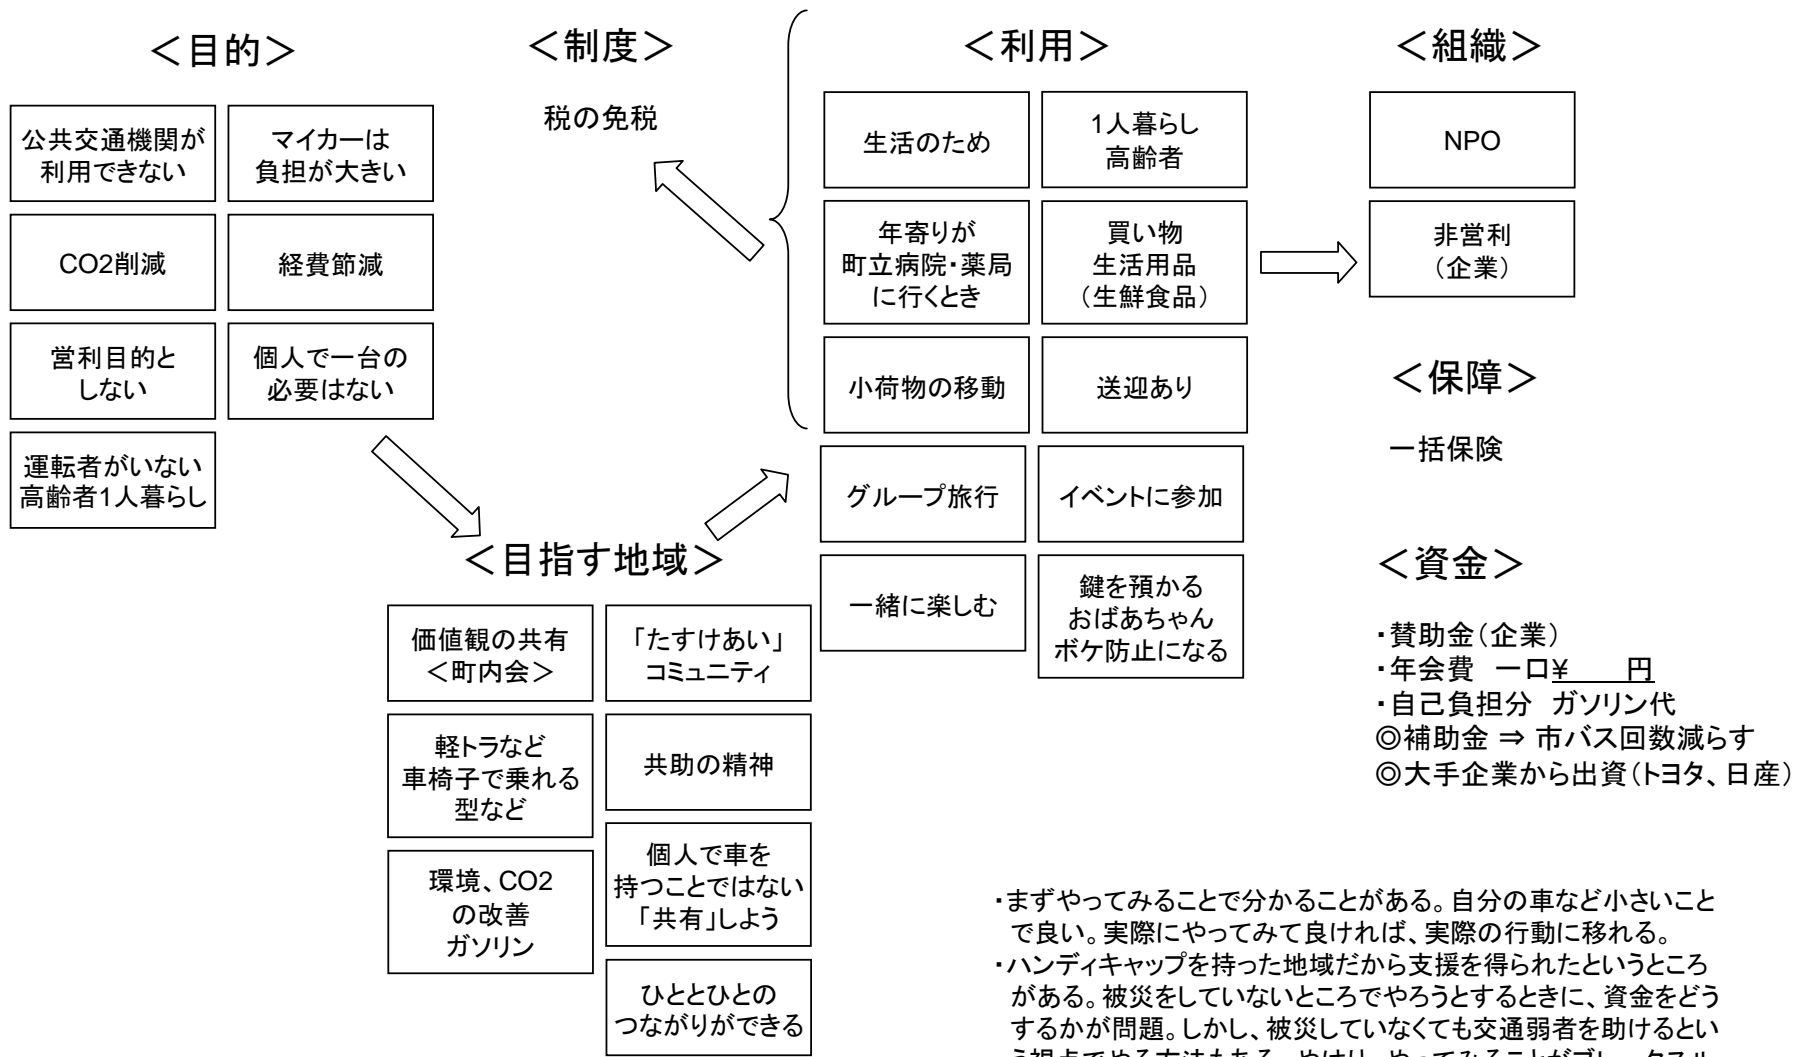 ＜目的＞
公共交通機関が
利用できない
マイカーは
負担が大きい
CO2削減
経費節減
営利目的と
しない
個人で一台の
必要はない
運転者がいない
高齢者1人暮らし
＜制度＞
税の免税
＜目指す地域＞
価値観の共有
＜町内会＞
「たすけあい」
コミュニティ
軽トラなど
車椅子で乗れる
型など
共助の精神
環境、CO2
の改善
ガソリン
個人で車を
持つことではない
「共有」しよう
ひととひとの
つながりができる
＜利用＞
生活のため
1人暮らし
高齢者
年寄りが
町立病院・薬局
に行くとき
買い物
生活用品
（生鮮食品）
小荷物の移動
送迎あり
グループ旅行
イベントに参加
一緒に楽しむ
鍵を預かる
おばあちゃん
ボケ防止になる
＜組織＞
NPO
非営利
（企業）
＜保障＞
一括保険
＜資金＞
・賛助金（企業）
・年会費　一口¥　　円
・自己負担分　ガソリン代
◎補助金 ⇒ 市バス回数減らす
◎大手企業から出資（トヨタ、日産）
・まずやってみることで分かることがある。自分の車など小さいこと
で良い。実際にやってみて良ければ、実際の行動に移れる。
・ハンディキャップを持った地域だから支援を得られたというところ
がある。被災をしていないところでやろうとするときに、資金をどう
するかが問題。しかし、被災していなくても交通弱者を助けるとい